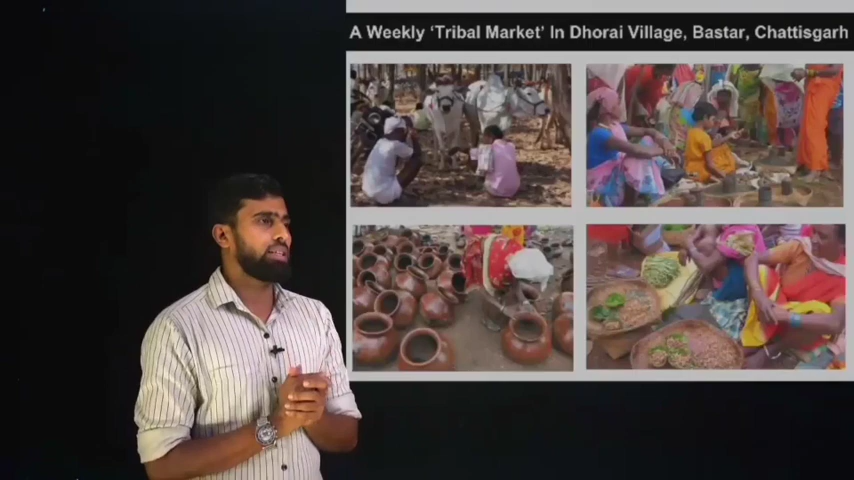 A Weekly ‘Tribal Market’ In Dhorai Village, Bastar, Chattisgarh